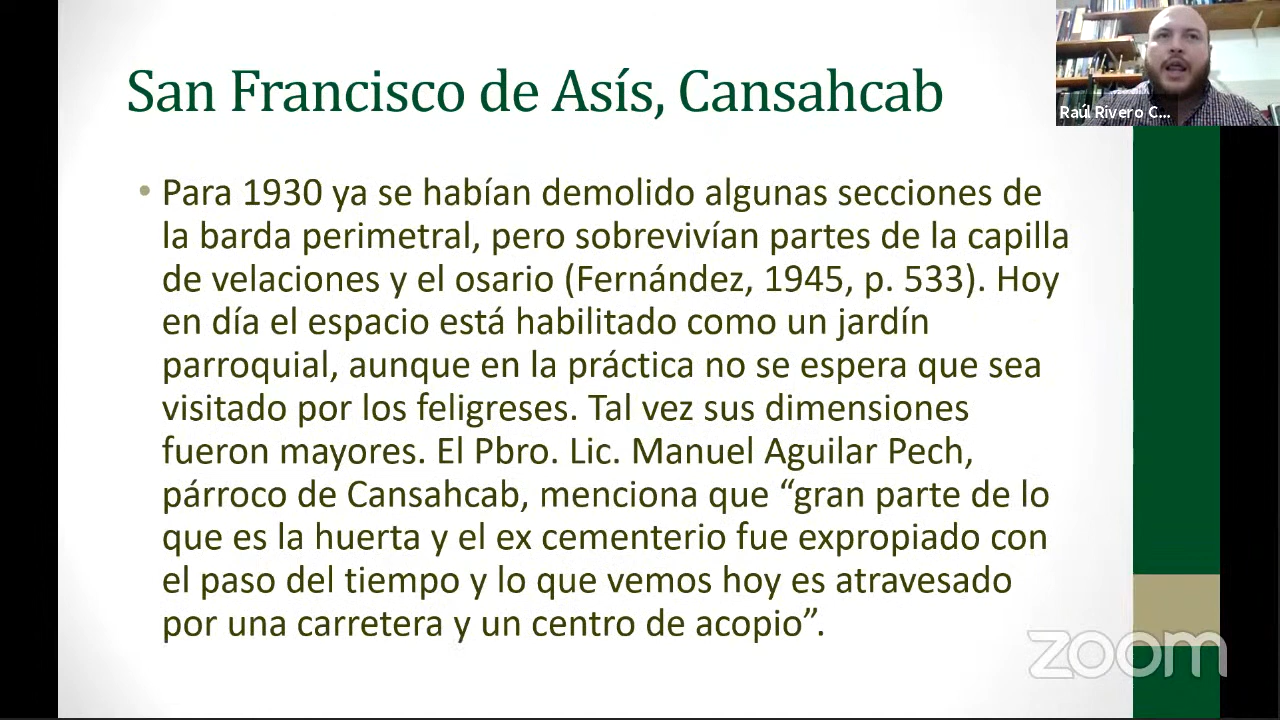 San Francisco de Asís, Cansahcab
Raúl Rivero C...
• Para 1930 ya se habían demolido algunas secciones de
la barda perimetral, pero sobrevivían partes de la capilla
de velaciones y el osario (Fernández, 1945, p. 533). Hoy
en día el espacio está habilitado como un jardín
parroquial, aunque en la práctica no se espera que sea
visitado por los feligreses. Tal vez sus dimensiones
fueron mayores. El Pbro. Lic. Manuel Aguilar Pech,
párroco de Cansahcab, menciona que “gran parte de lo
que es la huerta y el ex cementerio fue expropiado con
el paso del tiempo y lo que vemos hoy es atravesado
por una carretera y un centro de acopio”.
zoom